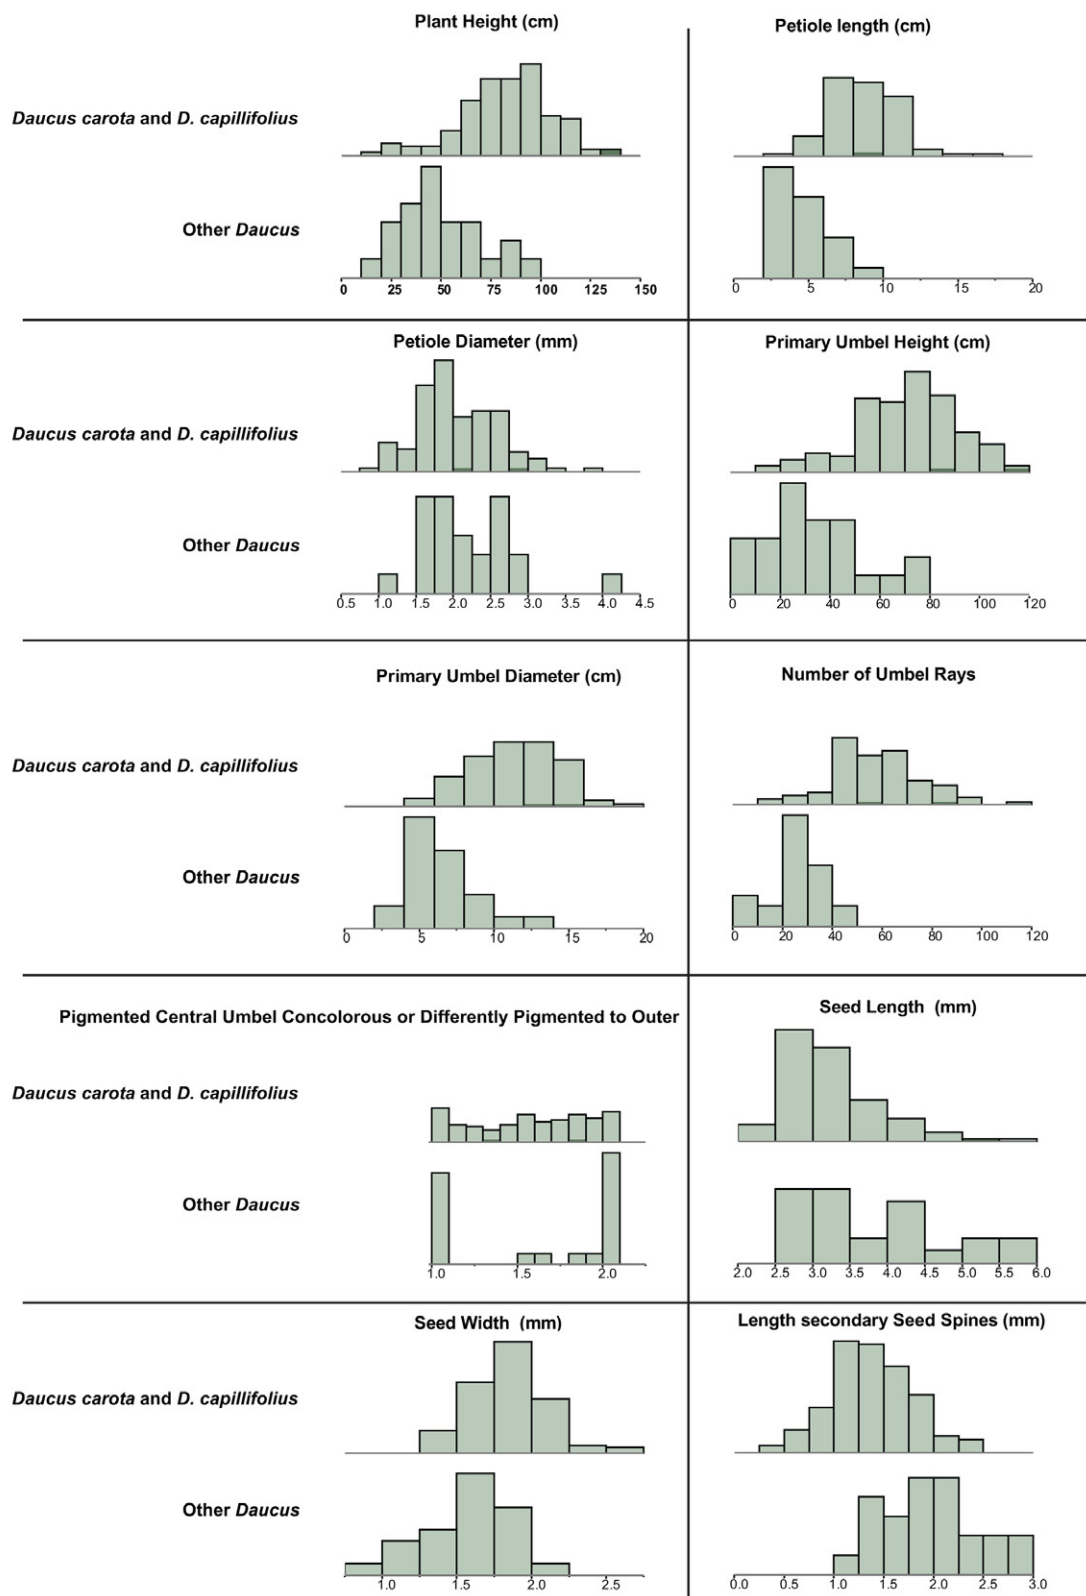 Plant Height (cm)
Petiole length (cm)
Daucus carota and D. capillifolius
Other Daucus
0 25 50 75 100 125 150
0 5 10 15 20
Petiole Diameter (mm)
Primary Umbel Height (cm)
Daucus carota and D. capillifolius
Other Daucus
0.5 1.0 1.5 2.0 2.5 3.0 3.5 4.0 4.5
0 20 40 60 80 100 120
Primary Umbel Diameter (cm)
Number of Umbel Rays
Daucus carota and D. capillifolius
Other Daucus
0 5 10 15 20
0 20 40 60 80 100 120
Pigmented Central Umbel Concolorous or Differently Pigmented to Outer
Seed Length (mm)
Daucus carota and D. capillifolius
Other Daucus
1.0 1.5 2.0
2.0 2.5 3.0 3.5 4.0 4.5 5.0 5.5 6.0
Seed Width (mm)
Length secondary Seed Spines (mm)
Daucus carota and D. capillifolius
Other Daucus
1.0 1.5 2.0 2.5
0.0 0.5 1.0 1.5 2.0 2.5 3.0